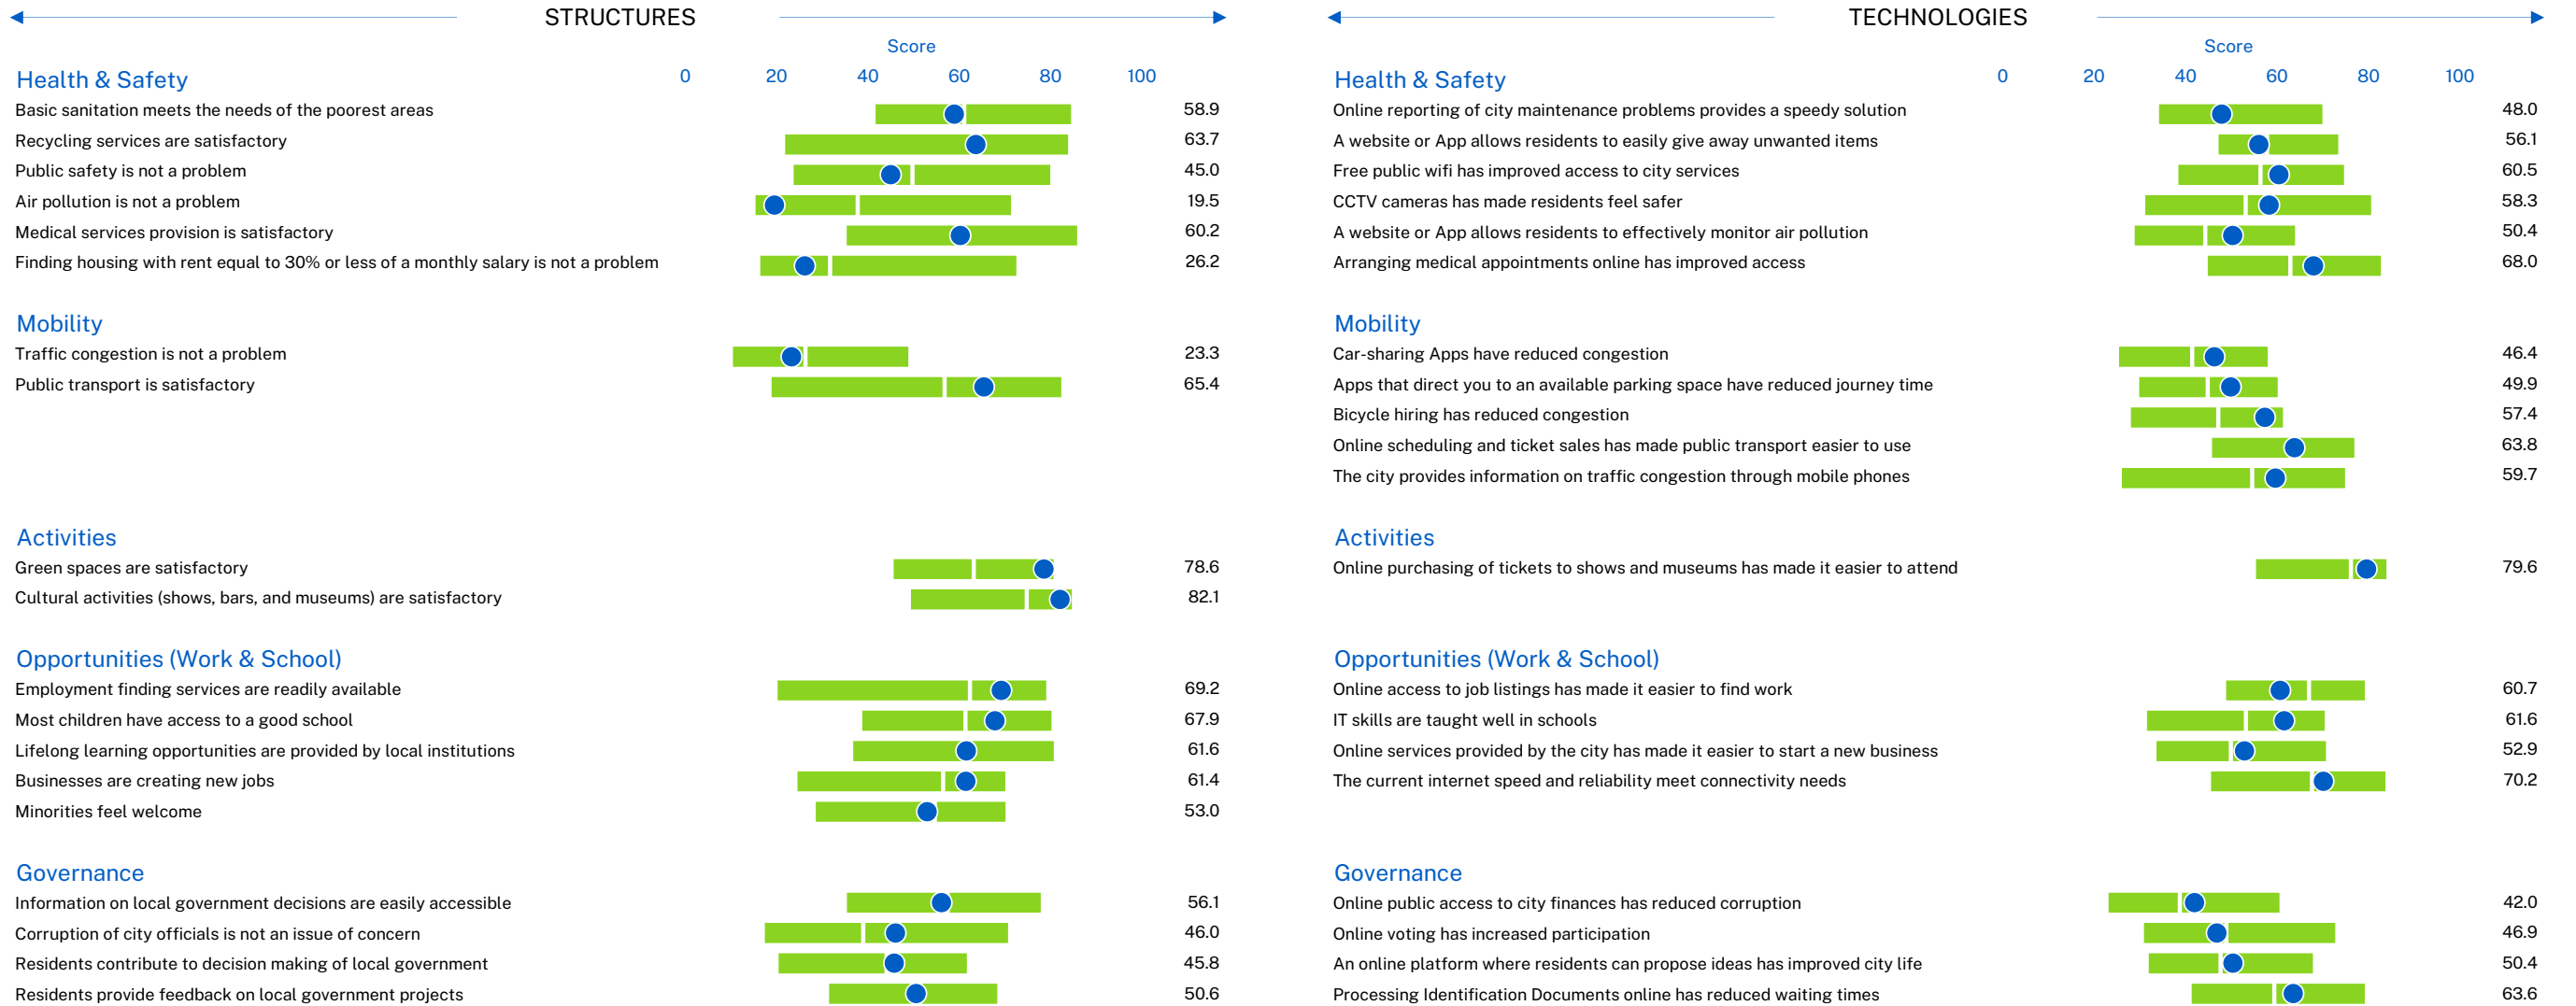 STRUCTURES
Score
Health & Safety 0 20 40 60 80 100
Basic sanitation meets the needs of the poorest areas 58.9
Recycling services are satisfactory 63.7
Public safety is not a problem 45.0
Air pollution is not a problem 19.5
Medical services provision is satisfactory 60.2
Finding housing with rent equal to 30% or less of a monthly salary is not a problem 26.2
Mobility
Traffic congestion is not a problem 23.3
Public transport is satisfactory 65.4
Activities
Green spaces are satisfactory 78.6
Cultural activities (shows, bars, and museums) are satisfactory 82.1
Opportunities (Work & School)
Employment finding services are readily available 69.2
Most children have access to a good school 67.9
Lifelong learning opportunities are provided by local institutions 61.6
Businesses are creating new jobs 61.4
Minorities feel welcome 53.0
Governance
Information on local government decisions are easily accessible 56.1
Corruption of city officials is not an issue of concern 46.0
Residents contribute to decision making of local government 45.8
Residents provide feedback on local government projects 50.6
TECHNOLOGIES
Score
Health & Safety 0 20 40 60 80 100
Online reporting of city maintenance problems provides a speedy solution 48.0
A website or App allows residents to easily give away unwanted items 56.1
Free public wifi has improved access to city services 60.5
CCTV cameras has made residents feel safer 58.3
A website or App allows residents to effectively monitor air pollution 50.4
Arranging medical appointments online has improved access 68.0
Mobility
Car-sharing Apps have reduced congestion 46.4
Apps that direct you to an available parking space have reduced journey time 49.9
Bicycle hiring has reduced congestion 57.4
Online scheduling and ticket sales has made public transport easier to use 63.8
The city provides information on traffic congestion through mobile phones 59.7
Activities
Online purchasing of tickets to shows and museums has made it easier to attend 79.6
Opportunities (Work & School)
Online access to job listings has made it easier to find work 60.7
IT skills are taught well in schools 61.6
Online services provided by the city has made it easier to start a new business 52.9
The current internet speed and reliability meet connectivity needs 70.2
Governance
Online public access to city finances has reduced corruption 42.0
Online voting has increased participation 46.9
An online platform where residents can propose ideas has improved city life 50.4
Processing Identification Documents online has reduced waiting times 63.6